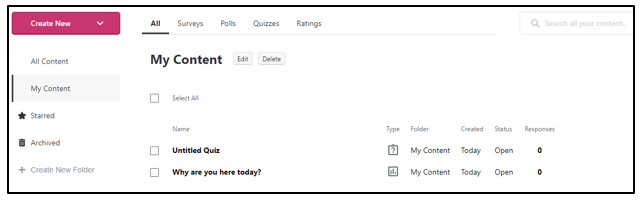 Create New
All Content
My Content
Starred
Archived
+ Create New Folder
All Surveys Polls Quizzes Ratings
Search all your content...
My Content Edit Delete
Select All
Name Type Folder Created Status Responses
Untitled Quiz My Content Today Open 0
Why are you here today? My Content Today Open 0